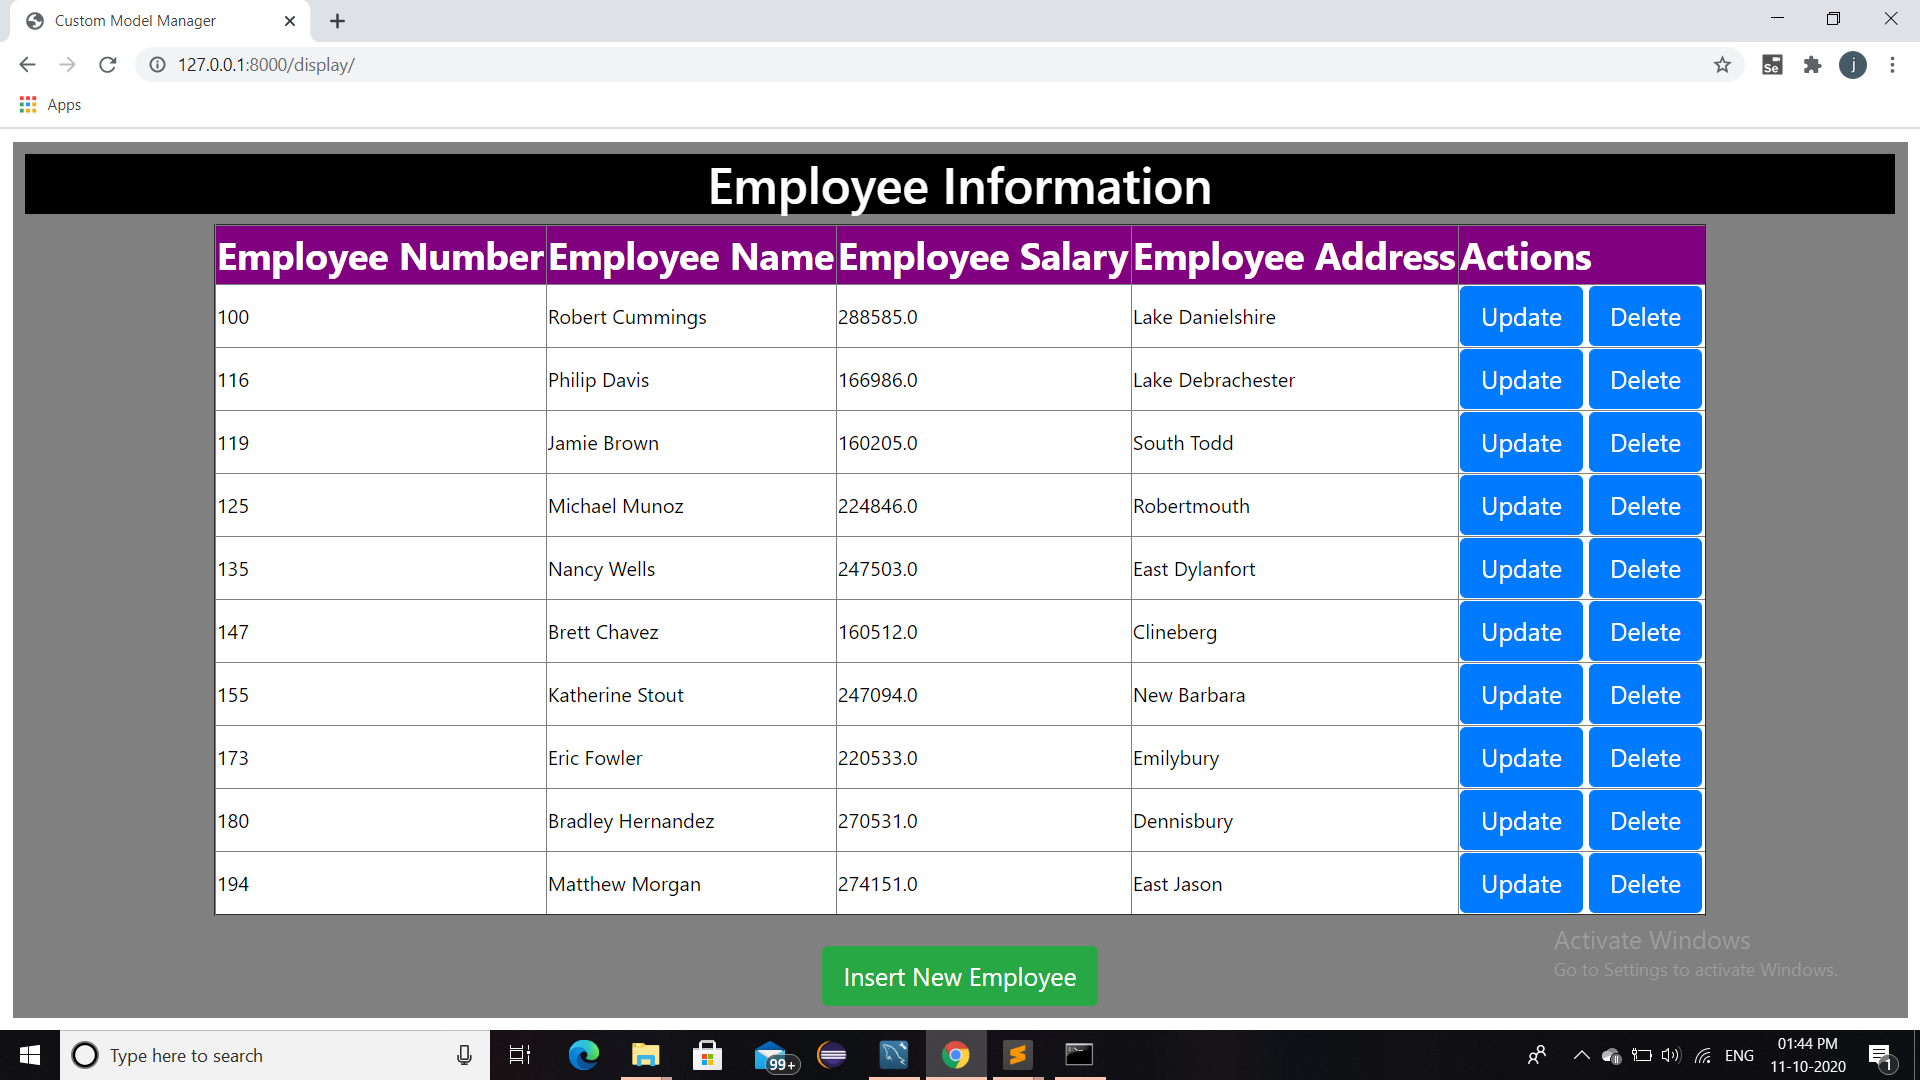 Custom Model Manager
127.0.0.1:8000/display/
Se
j
Apps
Employee Information
Employee Number Employee Name Employee Salary Employee Address Actions
100 Robert Cummings 288585.0 Lake Danielshire Update Delete
116 Philip Davis 166986.0 Lake Debrachester Update Delete
119 Jamie Brown 160205.0 South Todd Update Delete
125 Michael Munoz 224846.0 Robertmouth Update Delete
135 Nancy Wells 247503.0 East Dylanfort Update Delete
147 Brett Chavez 160512.0 Clineberg Update Delete
155 Katherine Stout 247094.0 New Barbara Update Delete
173 Eric Fowler 220533.0 Emilybury Update Delete
180 Bradley Hernandez 270531.0 Dennisbury Update Delete
194 Matthew Morgan 274151.0 East Jason Update Delete
Activate Windows
Go to Settings to activate Windows.
Insert New Employee
Type here to search
99+
ENG
01:44 PM
11-10-2020
1